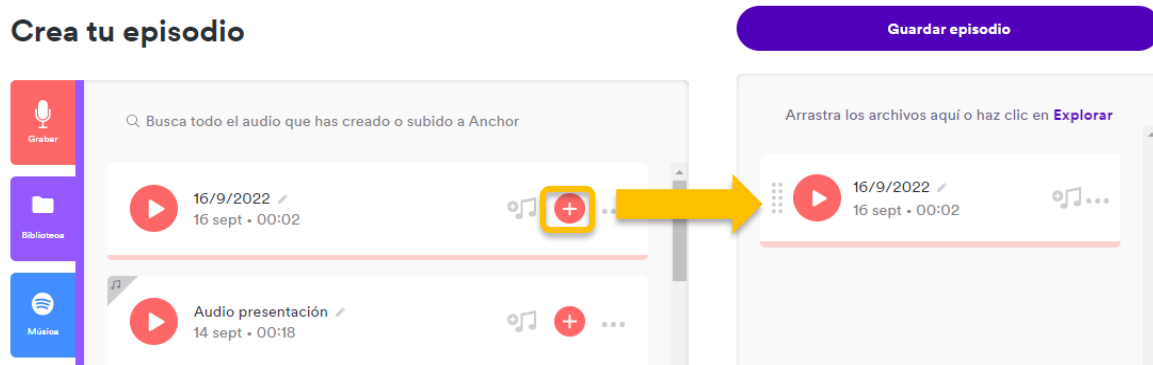 Crea tu episodio
Guardar episodio
Grabar
Biblioteca
Música
Busca todo el audio que has creado o subido a Anchor
16/9/2022
16 sept • 00:02
Audio presentación
14 sept • 00:18
Arrastra los archivos aquí o haz clic en Explorar
16/9/2022
16 sept • 00:02